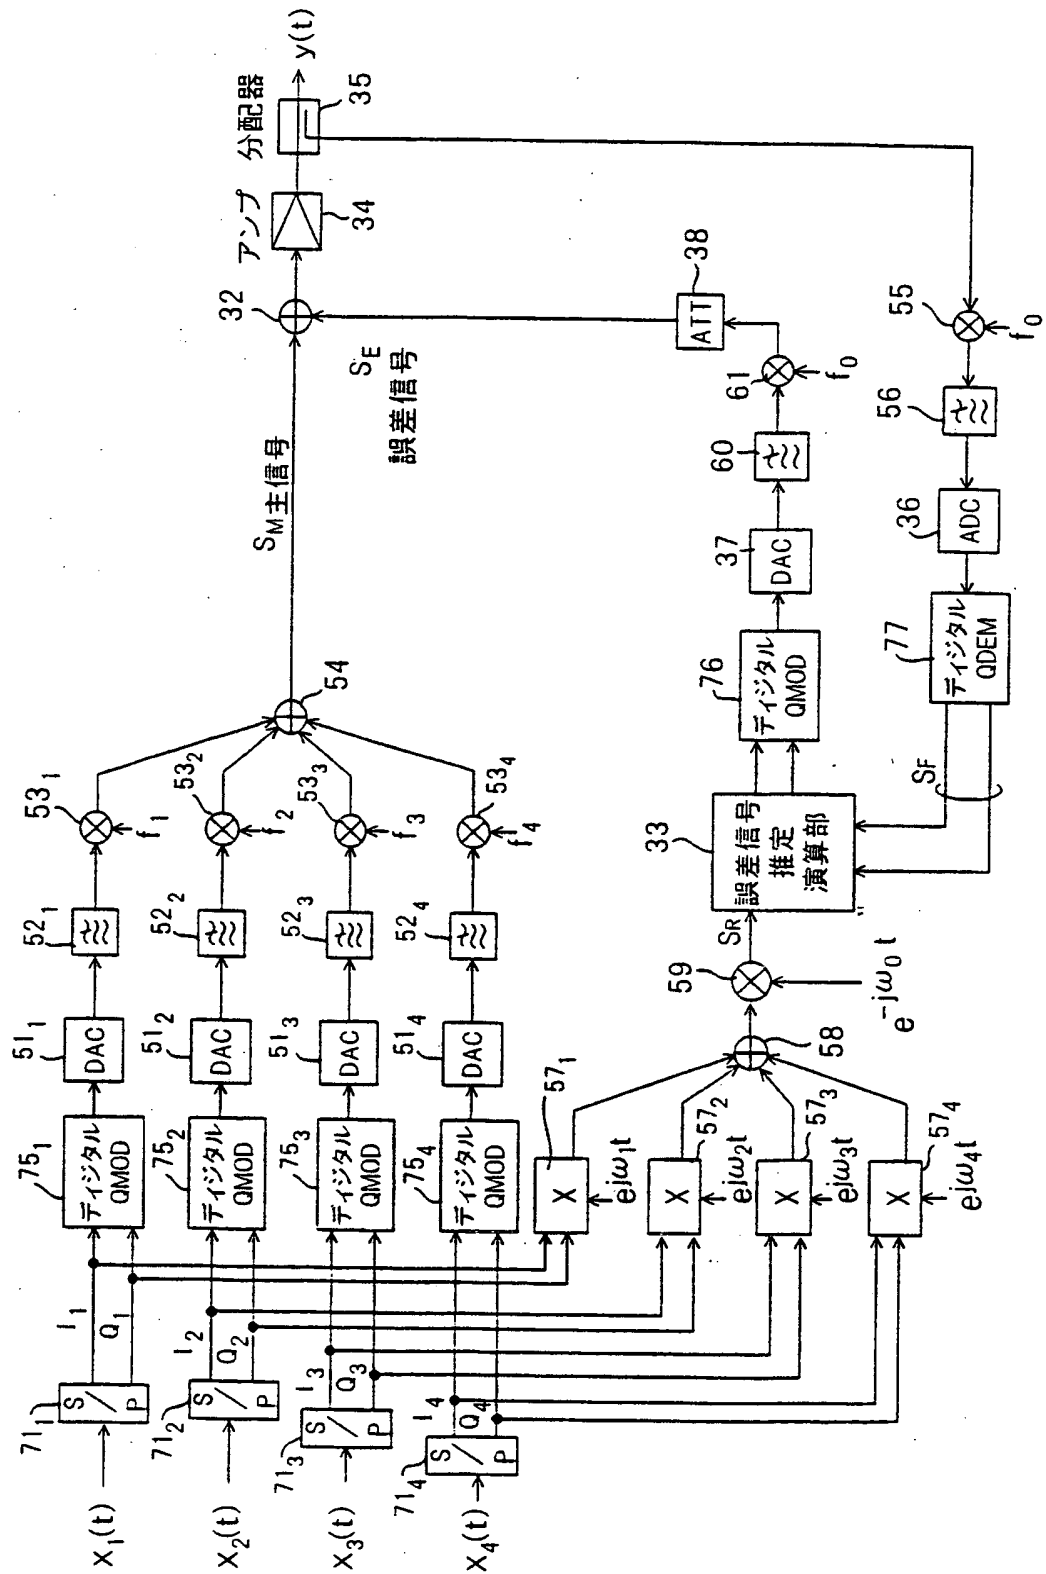 X1(t)
71₁
S/P
I₁
Q₁
75₁
ディジタル
QMOD
51₁
DAC
52₁
53₁
f₁
X2(t)
71₂
S/P
I₂
Q₂
75₂
ディジタル
QMOD
51₂
DAC
52₂
53₂
f₂
X3(t)
71₃
S/P
I₃
Q₃
75₃
ディジタル
QMOD
51₃
DAC
52₃
53₃
f₃
X4(t)
71₄
S/P
I₄
Q₄
75₄
ディジタル
QMOD
51₄
DAC
52₄
53₄
f₄
54
SM主信号
32
アンプ
34
分配器
35
y(t)
SE
誤差信号
57₁
X
e^jω₁t
57₂
X
e^jω₂t
57₃
X
e^jω₃t
57₄
X
e^jω₄t
58
59
e^-jω₀t
SR
33
誤差信号
推定
演算部
76
ディジタル
QMOD
37
DAC
60
61
f₀
38
ATT
SF
77
ディジタル
QDEM
36
ADC
56
55
f₀